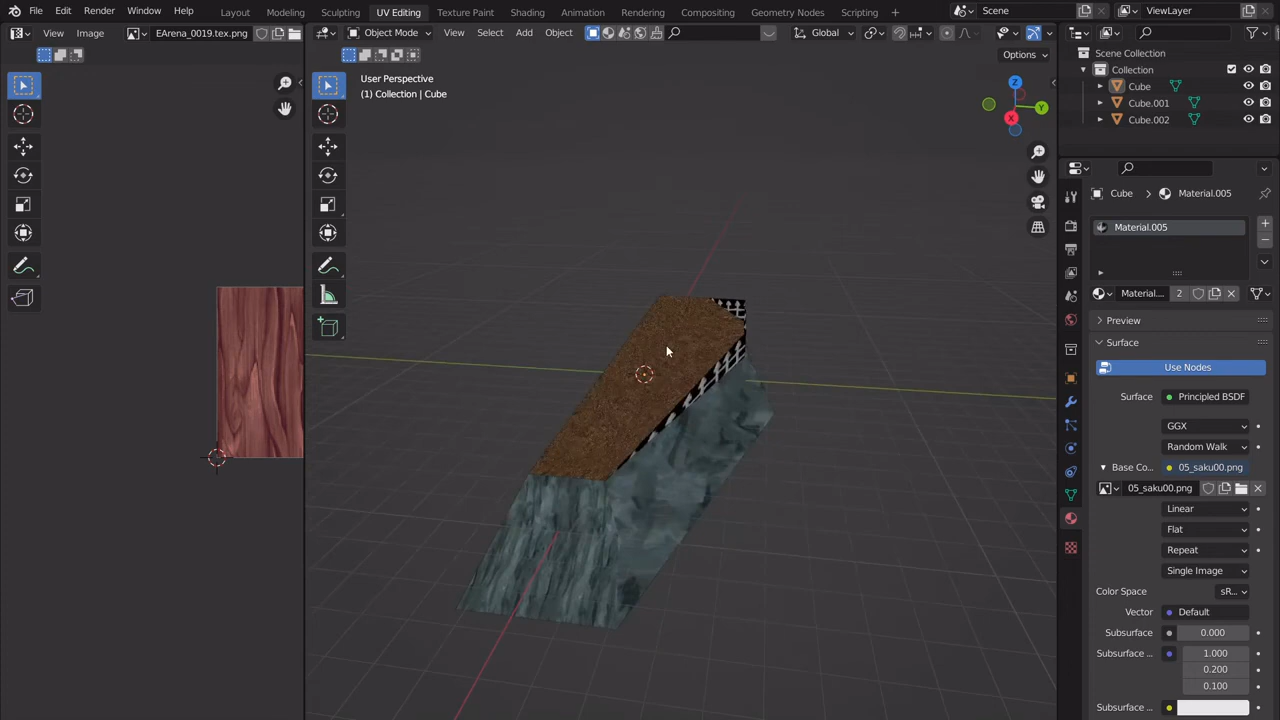 File Edit Render Window Help Layout Modeling Sculpting UV Editing Texture Paint Shading Animation Rendering Compositing Geometry Nodes Scripting Scene ViewLayer
View Image EArena_0019.tex.png Object Mode View Select Add Object Global
Options
User Perspective
(1) Collection | Cube
X
Y
Z
Scene Collection
Collection
Cube
Cube.001
Cube.002
Cube Material.005
Material.005
Material.... 2
Preview
Surface
Use Nodes
Surface Principled BSDF
GGX
Random Walk
Base Co... 05_saku00.png
05_saku00.png
Linear
Flat
Repeat
Single Image
Color Space sR...
Vector Default
Subsurface 0.000
Subsurface ... 1.000
0.200
0.100
Subsurface ...